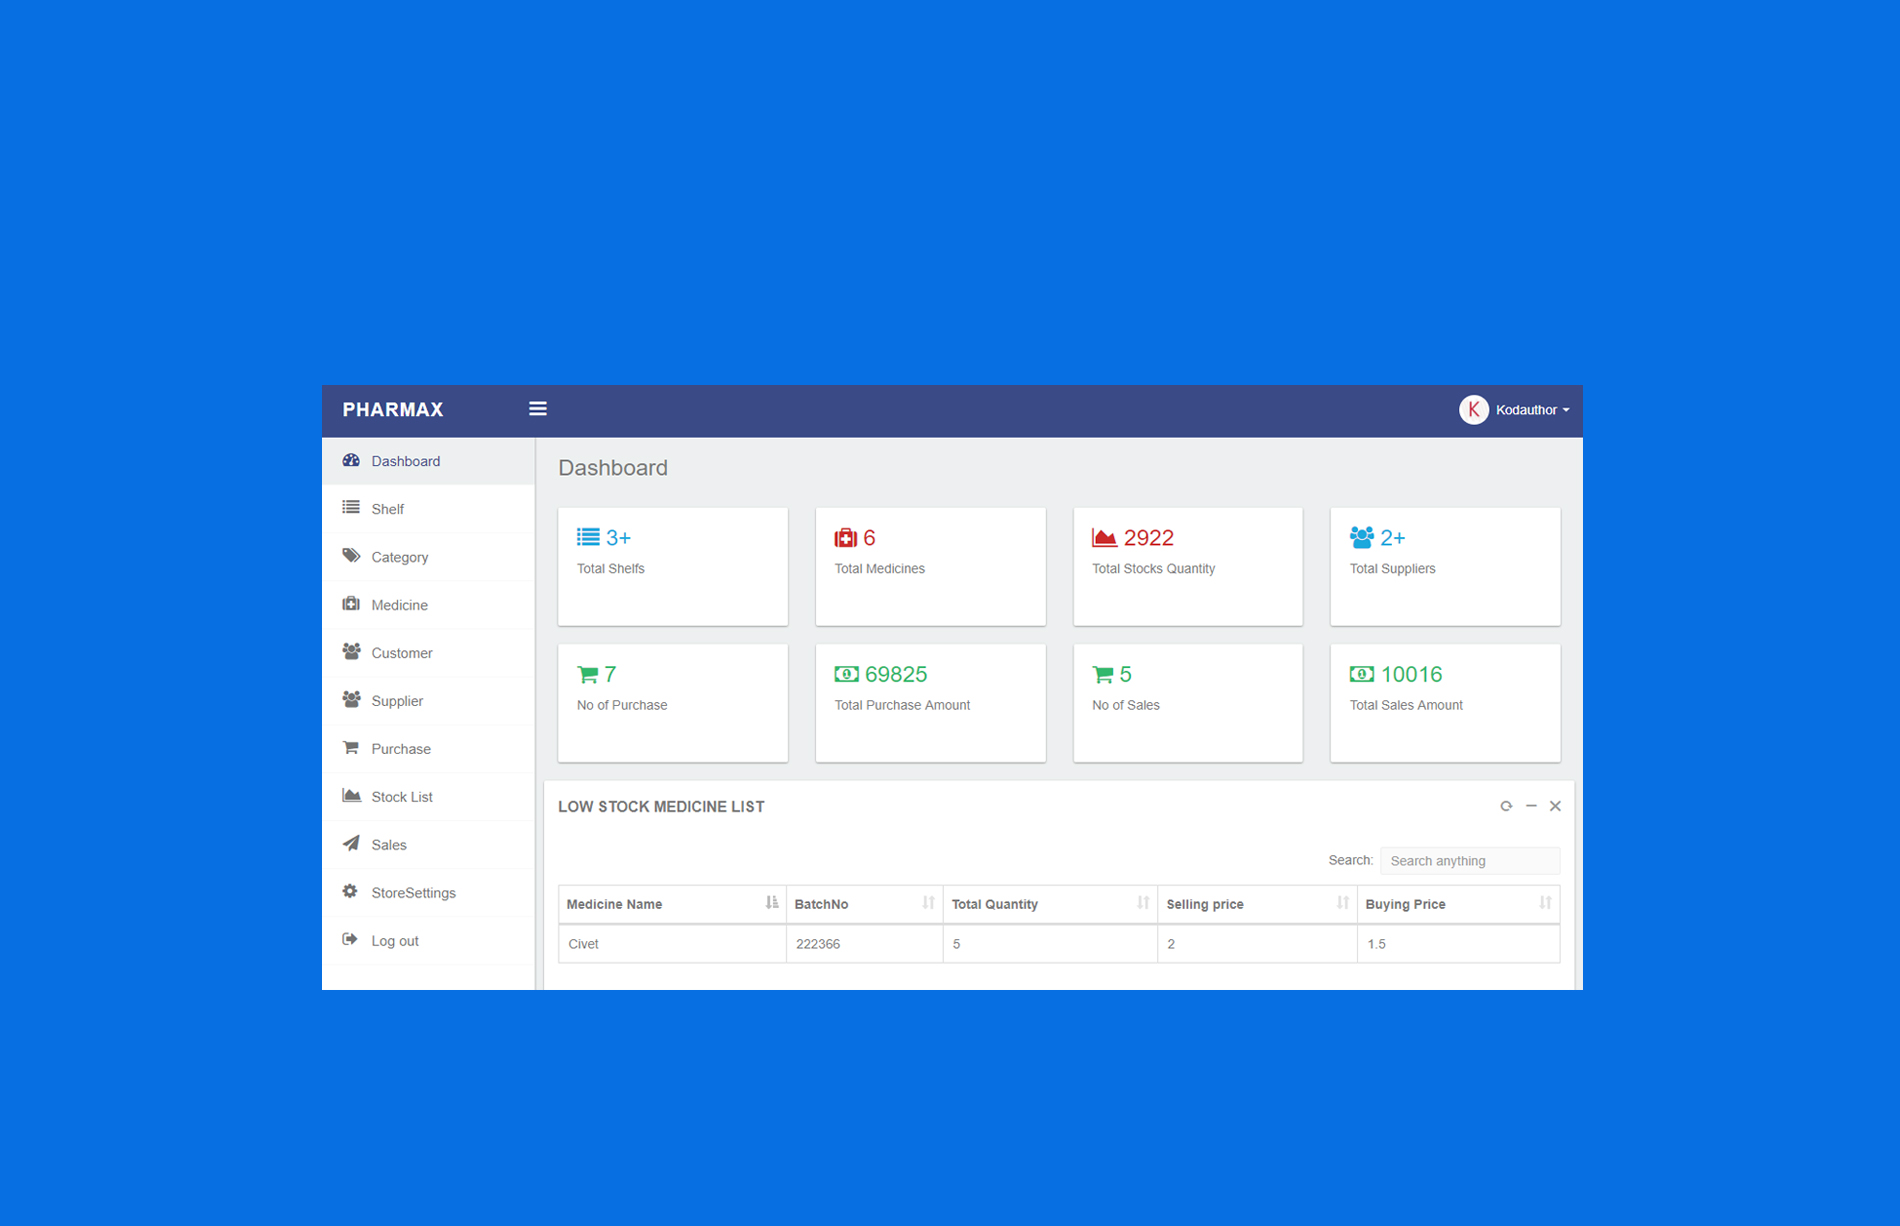 PHARMAX
K Kodauthor
Dashboard
Shelf
Category
Medicine
Customer
Supplier
Purchase
Stock List
Sales
StoreSettings
Log out
Dashboard
3+
Total Shelfs
6
Total Medicines
2922
Total Stocks Quantity
2+
Total Suppliers
7
No of Purchase
69825
Total Purchase Amount
5
No of Sales
10016
Total Sales Amount
LOW STOCK MEDICINE LIST
Search: Search anything
Medicine Name BatchNo Total Quantity Selling price Buying Price
Civet 222366 5 2 1.5